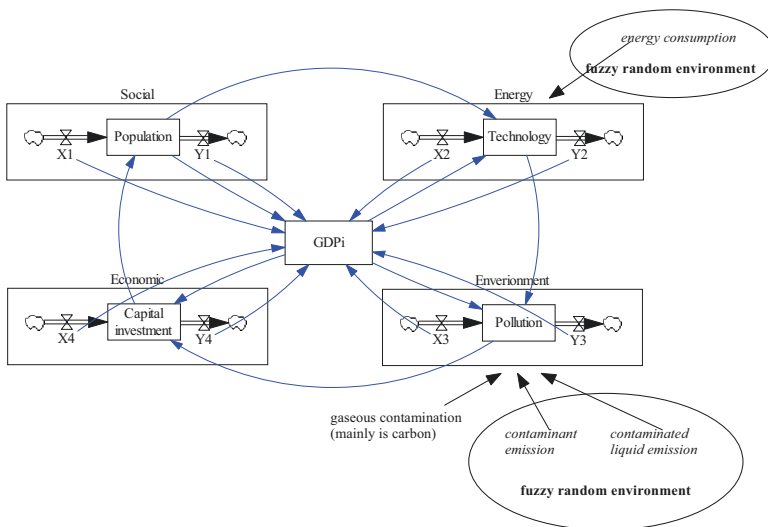 energy consumption
fuzzy random environment
Social
Energy
Population
Technology
X1
Y1
X2
Y2
GDPi
Economic
Enverionment
Capital
investment
Pollution
X4
Y4
X3
Y3
gaseous contamination
(mainly is carbon)
contaminant
emission
contaminated
liquid emission
fuzzy random environment